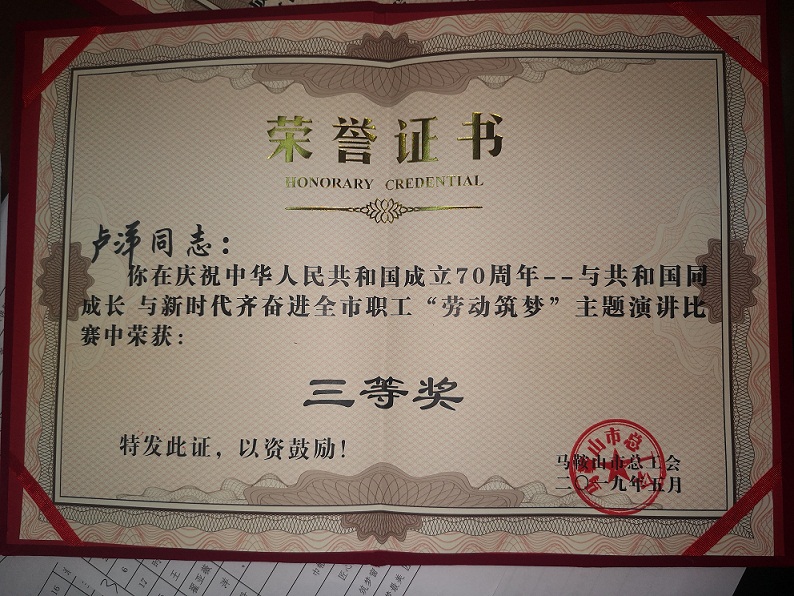 荣誉证书
HONORARY CREDENTIAL
卢萍同志：
你在庆祝中华人民共和国成立70周年--与共和国同
成长 与新时代齐奋进全市职工“劳动筑梦”主题演讲比
赛中荣获：
三等奖
特发此证，以资鼓励！
马鞍山市总工会
二〇一九年五月